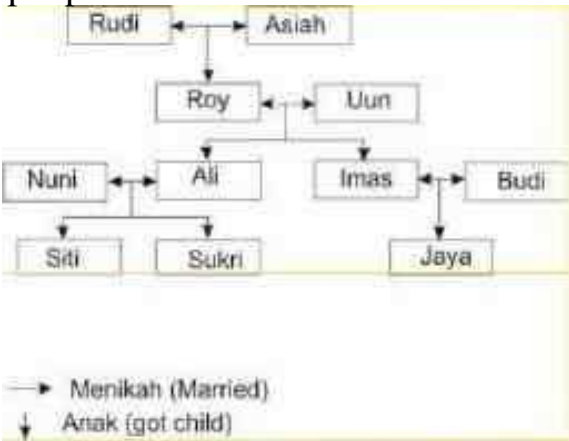 Rudi Asiah
Roy Uun
Nuni Ali Imas Budi
Siti Sukri Jaya
Menikah (Married)
Anak (got child)